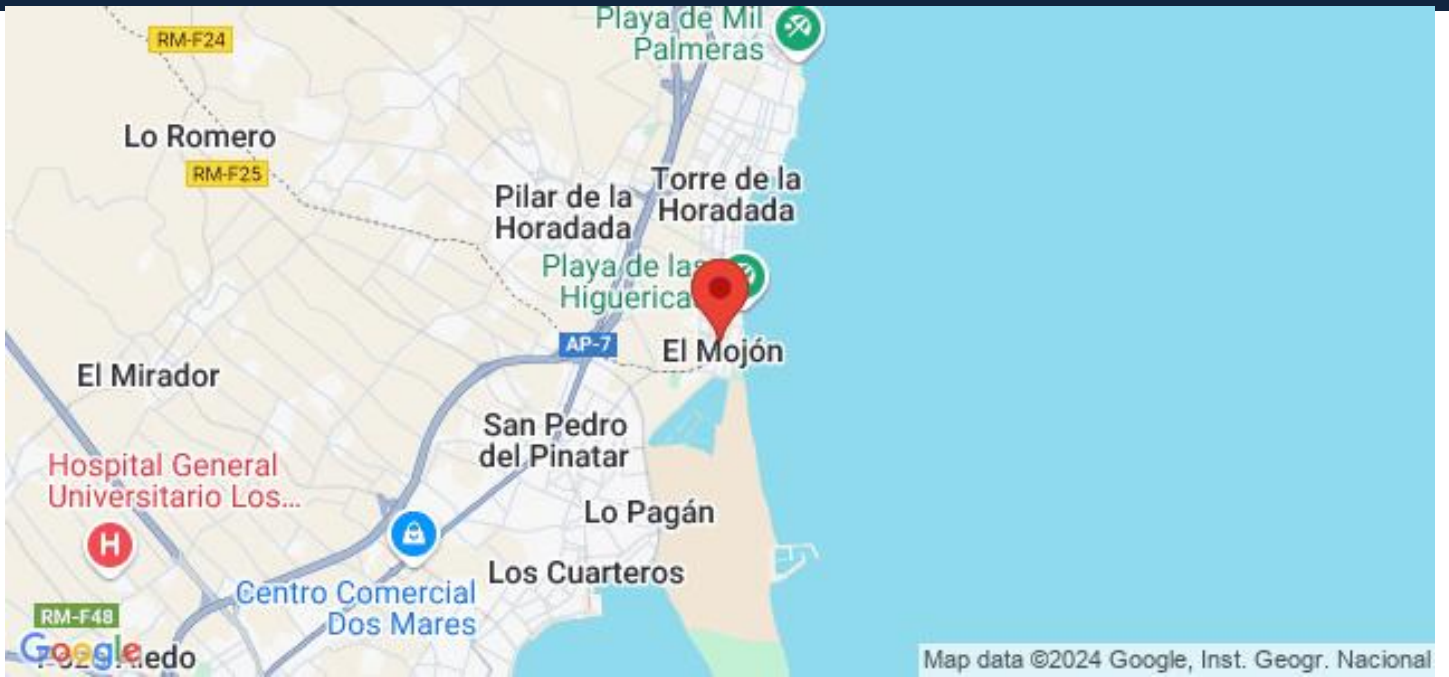 Playa de Mil
Palmeras
RM-F24
Lo Romero
RM-F25
Torre de la
Horadada
Pilar de la
Horadada
Playa de las
Higuericas
AP-7
El Mojón
El Mirador
San Pedro
del Pinatar
Hospital General
Universitario Los...
H
Lo Pagán
Los Cuarteros
Centro Comercial
Dos Mares
RM-F48
Google
Map data ©2024 Google, Inst. Geogr. Nacional